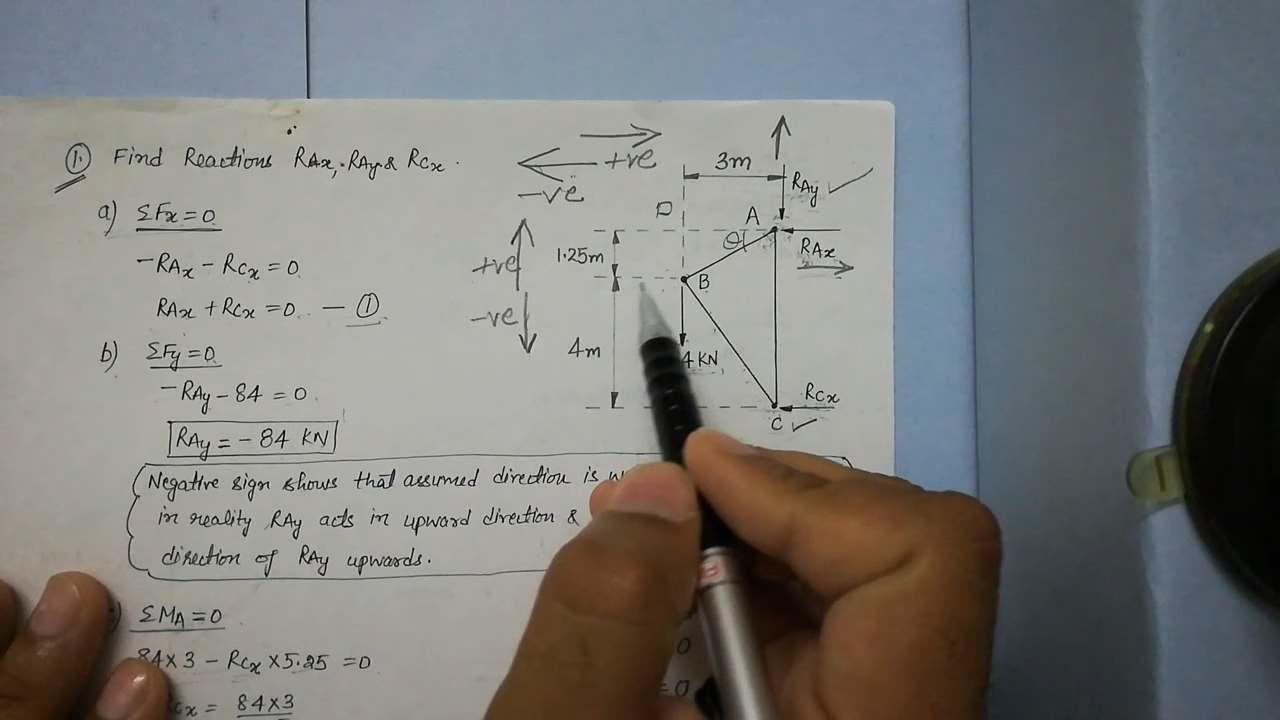 ① Find Reactions RAx, RAy & RCx.
a) ΣFx = 0
-RAx - RCx = 0
RAx + RCx = 0 — ①
b) ΣFy = 0
-RAy - 84 = 0
RAy = - 84 KN
Negative sign shows that assumed direction is
in reality RAy acts in upward direction &
direction of RAy upwards.
ΣMA = 0
84 x 3 - RCx x 5.25 = 0
84 x 3
+ve
-ve
+ve
-ve
3m
RAy
D
A
θ
RAx
1.25m
B
4m
4 KN
RCx
C
0
= 0